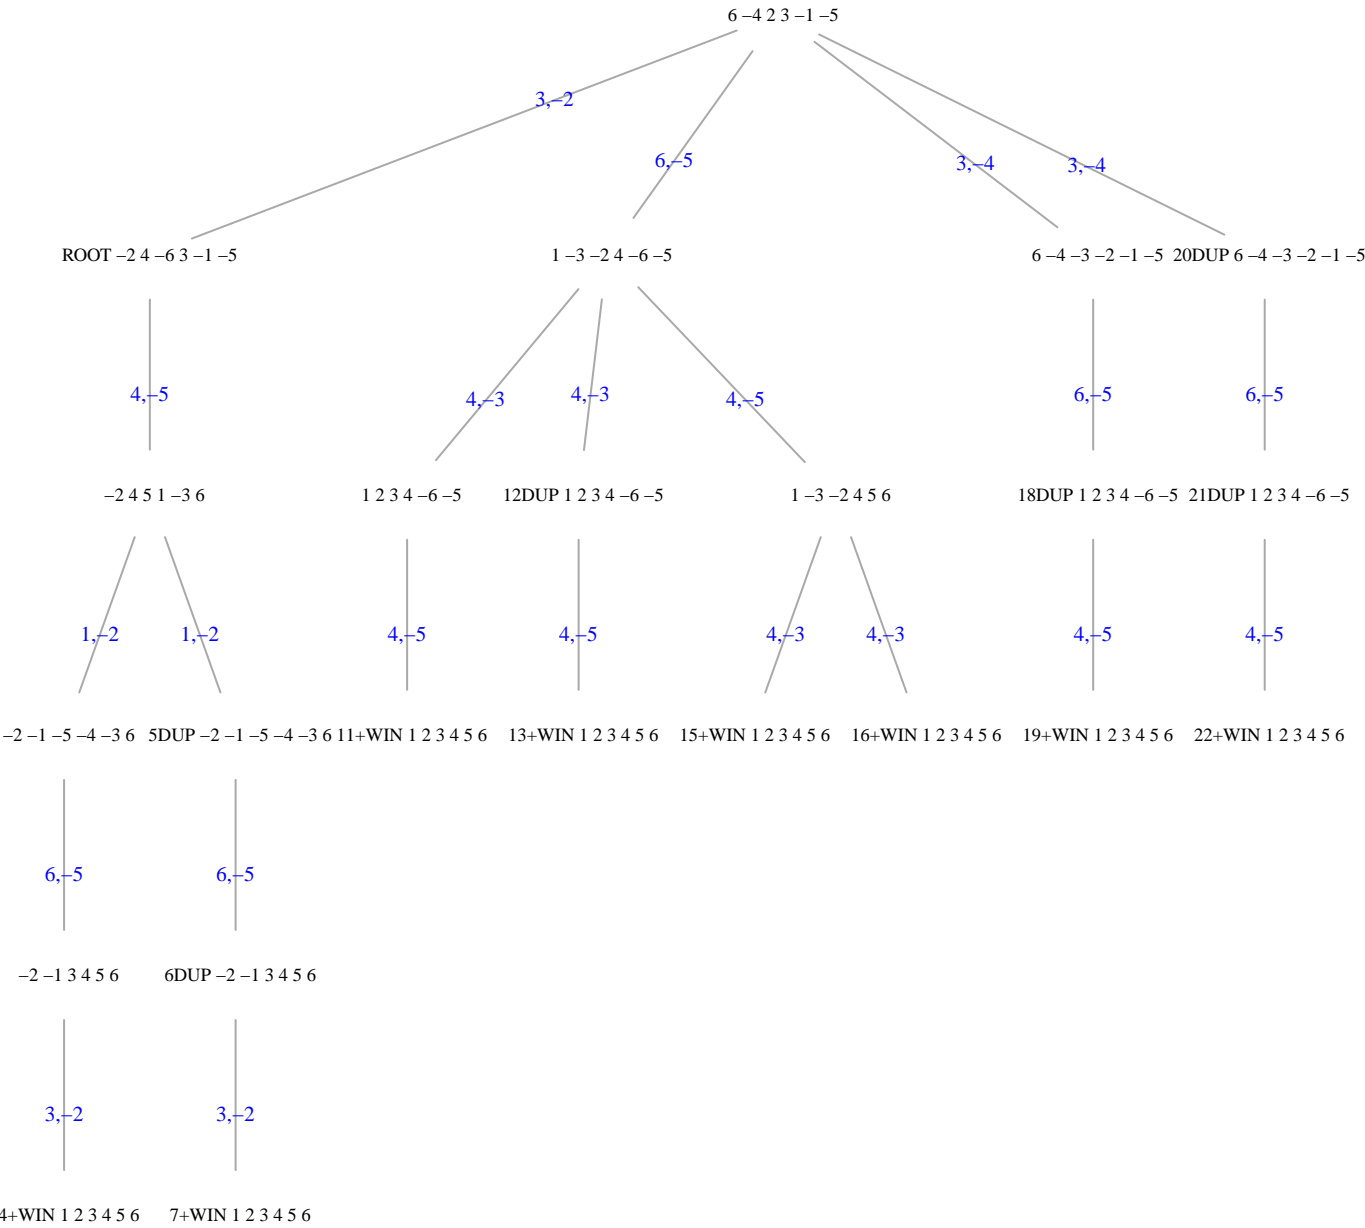 6 –4 2 3 –1 –5
3,–2
6,–5
3,–4
3,–4
ROOT –2 4 –6 3 –1 –5
1 –3 –2 4 –6 –5
6 –4 –3 –2 –1 –5
20DUP 6 –4 –3 –2 –1 –5
4,–5
4,–3
4,–3
4,–5
6,–5
6,–5
–2 4 5 1 –3 6
1 2 3 4 –6 –5
12DUP 1 2 3 4 –6 –5
1 –3 –2 4 5 6
18DUP 1 2 3 4 –6 –5
21DUP 1 2 3 4 –6 –5
1,–2
1,–2
4,–5
4,–5
4,–3
4,–3
4,–5
4,–5
–2 –1 –5 –4 –3 6
5DUP –2 –1 –5 –4 –3 6
11+WIN 1 2 3 4 5 6
13+WIN 1 2 3 4 5 6
15+WIN 1 2 3 4 5 6
16+WIN 1 2 3 4 5 6
19+WIN 1 2 3 4 5 6
22+WIN 1 2 3 4 5 6
6,–5
6,–5
–2 –1 3 4 5 6
6DUP –2 –1 3 4 5 6
3,–2
3,–2
4+WIN 1 2 3 4 5 6
7+WIN 1 2 3 4 5 6